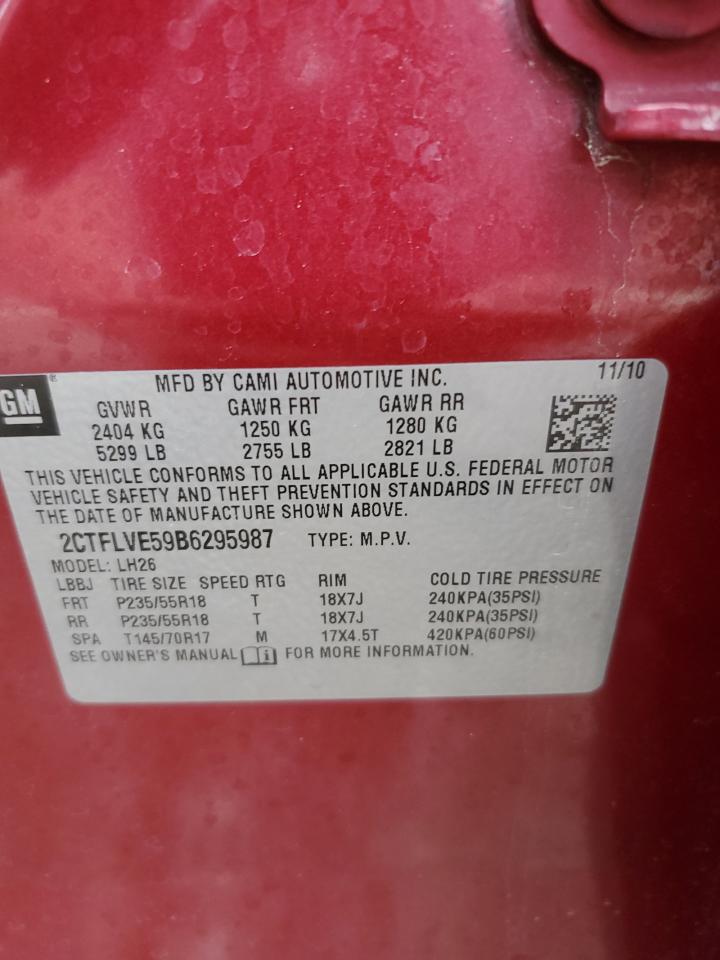 GM®
MFD BY CAMI AUTOMOTIVE INC. 11/10
GVWR GAWR FRT GAWR RR
2404 KG 1250 KG 1280 KG
5299 LB 2755 LB 2821 LB
THIS VEHICLE CONFORMS TO ALL APPLICABLE U.S. FEDERAL MOTOR
VEHICLE SAFETY AND THEFT PREVENTION STANDARDS IN EFFECT ON
THE DATE OF MANUFACTURE SHOWN ABOVE.
2CTFLVE59B6295987 TYPE: M.P.V.
MODEL: LH26
LBBJ TIRE SIZE SPEED RTG RIM COLD TIRE PRESSURE
FRT P235/55R18 T 18X7J 240KPA(35PSI)
RR P235/55R18 T 18X7J 240KPA(35PSI)
SPA T145/70R17 M 17X4.5T 420KPA(60PSI)
SEE OWNER'S MANUAL FOR MORE INFORMATION.